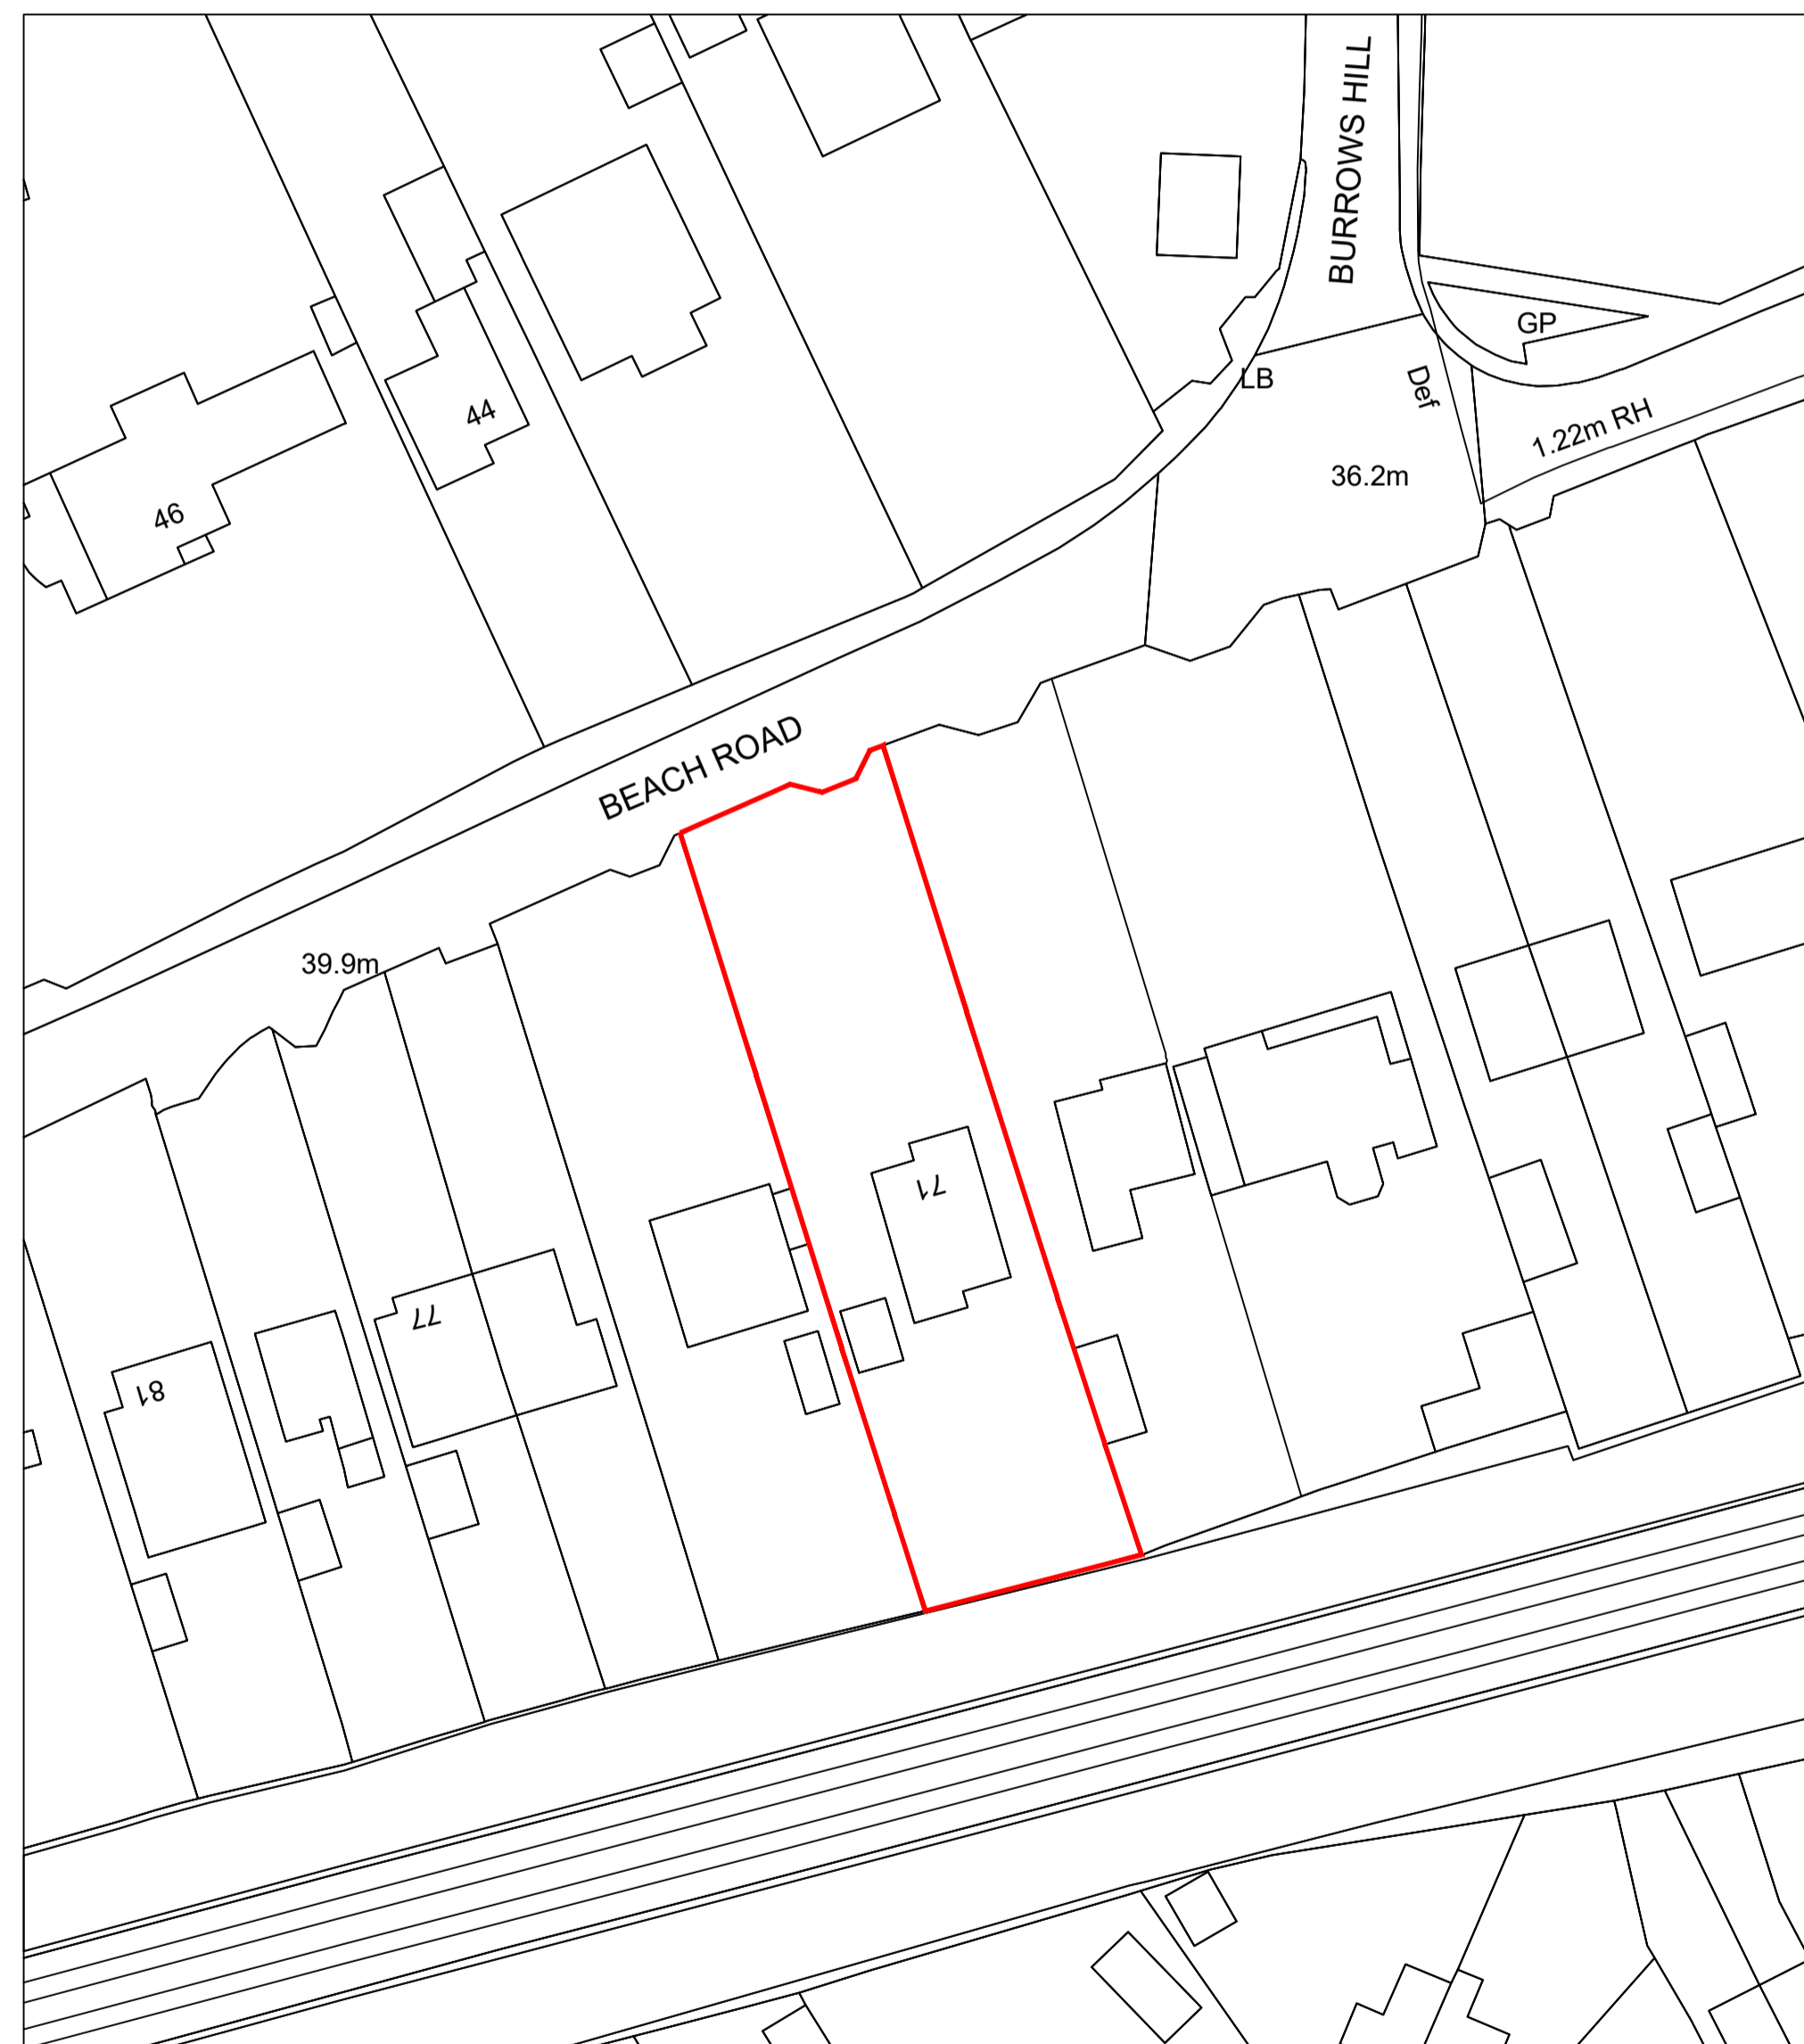 BURROWS HILL
GP
LB
Def
1.22m RH
44
36.2m
46
BEACH ROAD
39.9m
71
77
81